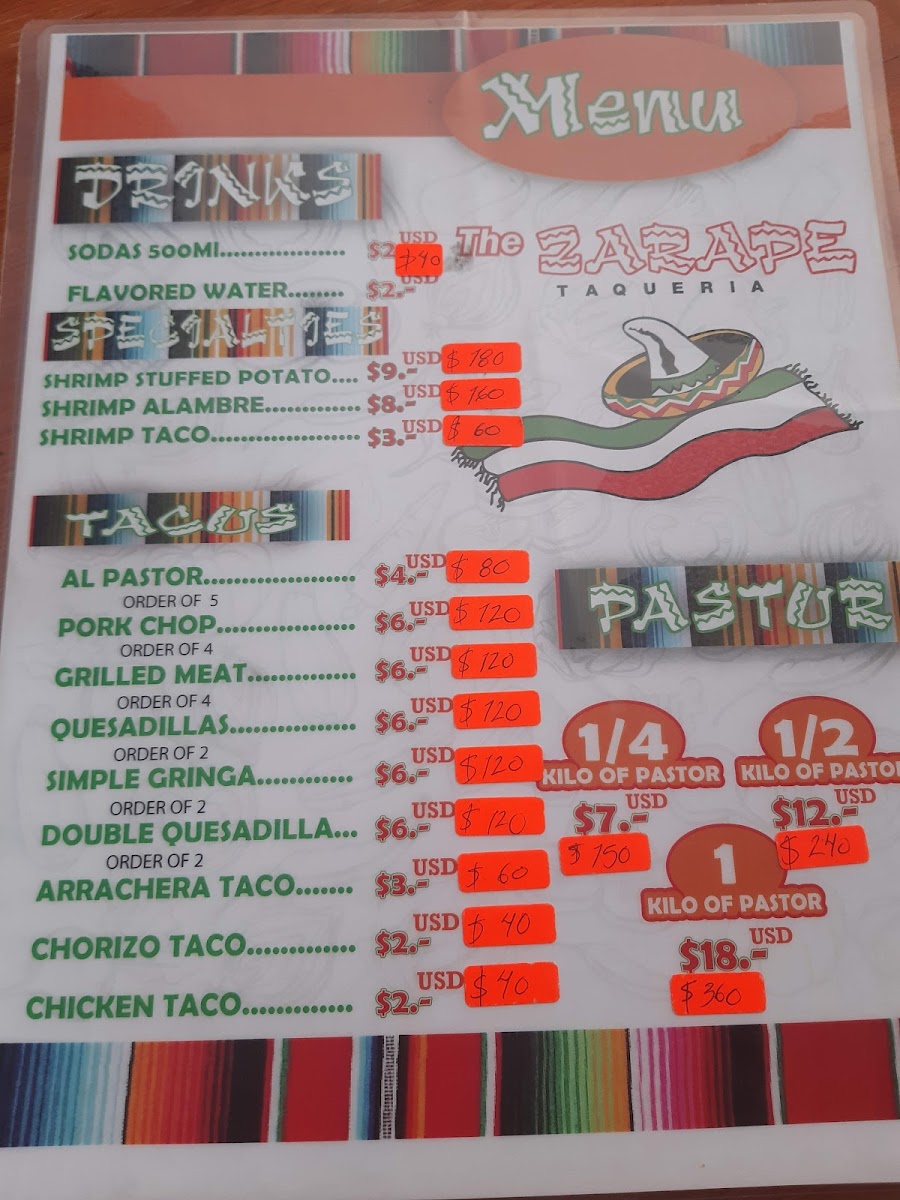 Menu
DRINKS
SODAS 500Ml.................. $2 USD $40
FLAVORED WATER........ $2.- USD
The ZARAPE
TAQUERIA
SPECIALTIES
SHRIMP STUFFED POTATO.... $9.- USD $180
SHRIMP ALAMBRE.............. $8.- USD $160
SHRIMP TACO...................... $3.- USD $60
TACOS
AL PASTOR...................... $4.- USD $80
ORDER OF 5
PORK CHOP.................... $6.- USD $120
ORDER OF 4
GRILLED MEAT................ $6.- USD $120
ORDER OF 4
QUESADILLAS.................. $6.- USD $120
ORDER OF 2
SIMPLE GRINGA............ $6.- USD $120
ORDER OF 2
DOUBLE QUESADILLA... $6.- USD $120
ORDER OF 2
ARRACHERA TACO....... $3.- USD $60
CHORIZO TACO.............. $2.- USD $40
CHICKEN TACO.............. $2.- USD $40
PASTOR
1/4
KILO OF PASTOR
$7.- USD
$150
1/2
KILO OF PASTOR
$12.- USD
$240
1
KILO OF PASTOR
$18.- USD
$360